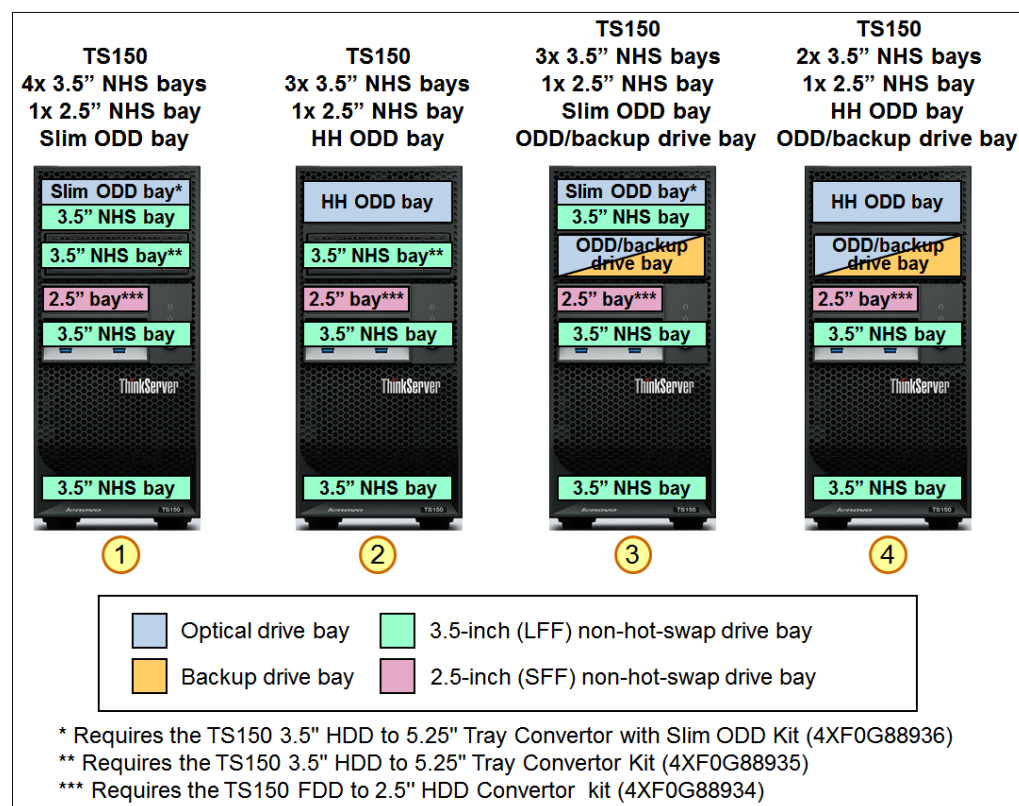 TS150
4x 3.5” NHS bays
1x 2.5” NHS bay
Slim ODD bay
Slim ODD bay*
3.5” NHS bay
3.5” NHS bay**
2.5” bay***
3.5” NHS bay
ThinkServer
3.5” NHS bay
lenovo
TS150
1
TS150
3x 3.5” NHS bays
1x 2.5” NHS bay
HH ODD bay
HH ODD bay
3.5” NHS bay**
2.5” bay***
3.5” NHS bay
ThinkServer
3.5” NHS bay
lenovo
TS150
2
TS150
3x 3.5” NHS bays
1x 2.5” NHS bay
Slim ODD bay
ODD/backup drive bay
Slim ODD bay*
3.5” NHS bay
ODD/backup
drive bay
2.5” bay***
3.5” NHS bay
ThinkServer
3.5” NHS bay
lenovo
TS150
3
TS150
2x 3.5” NHS bays
1x 2.5” NHS bay
HH ODD bay
ODD/backup drive bay
HH ODD bay
ODD/backup
drive bay
2.5” bay***
3.5” NHS bay
ThinkServer
3.5” NHS bay
lenovo
TS150
4
Optical drive bay
3.5-inch (LFF) non-hot-swap drive bay
Backup drive bay
2.5-inch (SFF) non-hot-swap drive bay
* Requires the TS150 3.5" HDD to 5.25" Tray Convertor with Slim ODD Kit (4XF0G88936)
** Requires the TS150 3.5" HDD to 5.25" Tray Convertor Kit (4XF0G88935)
*** Requires the TS150 FDD to 2.5" HDD Convertor kit (4XF0G88934)